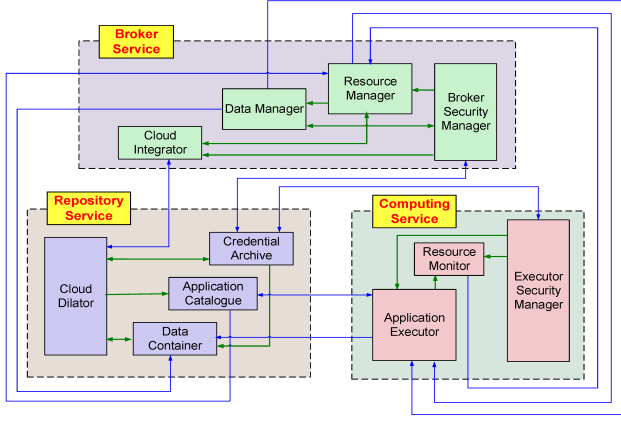 Broker
Service
Resource
Manager
Data Manager
Broker
Security
Manager
Cloud
Integrator
Repository
Service
Credential
Archive
Cloud
Dilator
Application
Catalogue
Data
Container
Computing
Service
Resource
Monitor
Executor
Security
Manager
Application
Executor